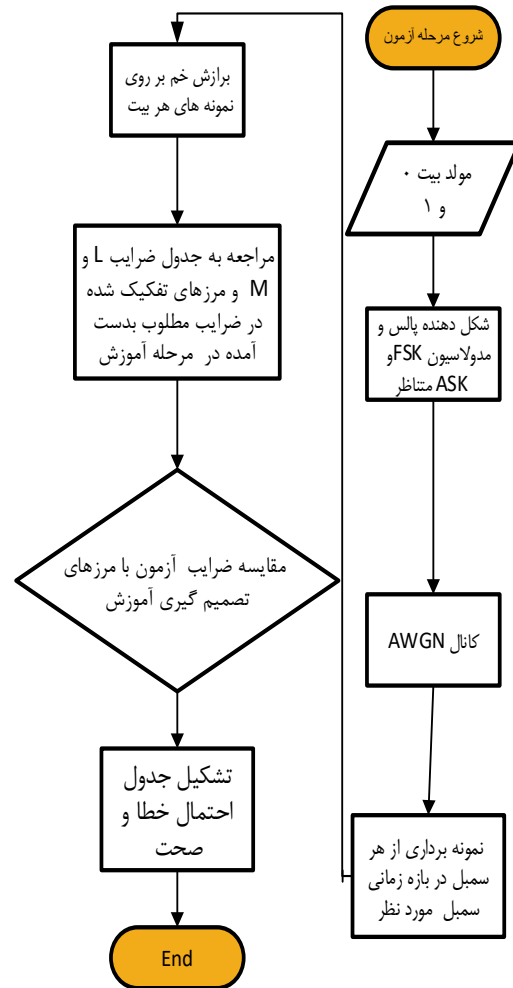 شروع مرحله آزمون
مولد بیت ۰
و ۱
شکل دهنده پالس و
مدولاسیون FSKو
ASK متناظر
کانال AWGN
نمونه برداری از هر
سمبل در بازه زمانی
سمبل مورد نظر
برازش خم بر روی
نمونه های هر بیت
مراجعه به جدول ضرایب L و
M و مرزهای تفکیک شده
در ضرایب مطلوب بدست
آمده در مرحله آموزش
مقایسه ضرایب آزمون با مرزهای
تصمیم گیری آموزش
تشکیل جدول
احتمال خطا و
صحت
End